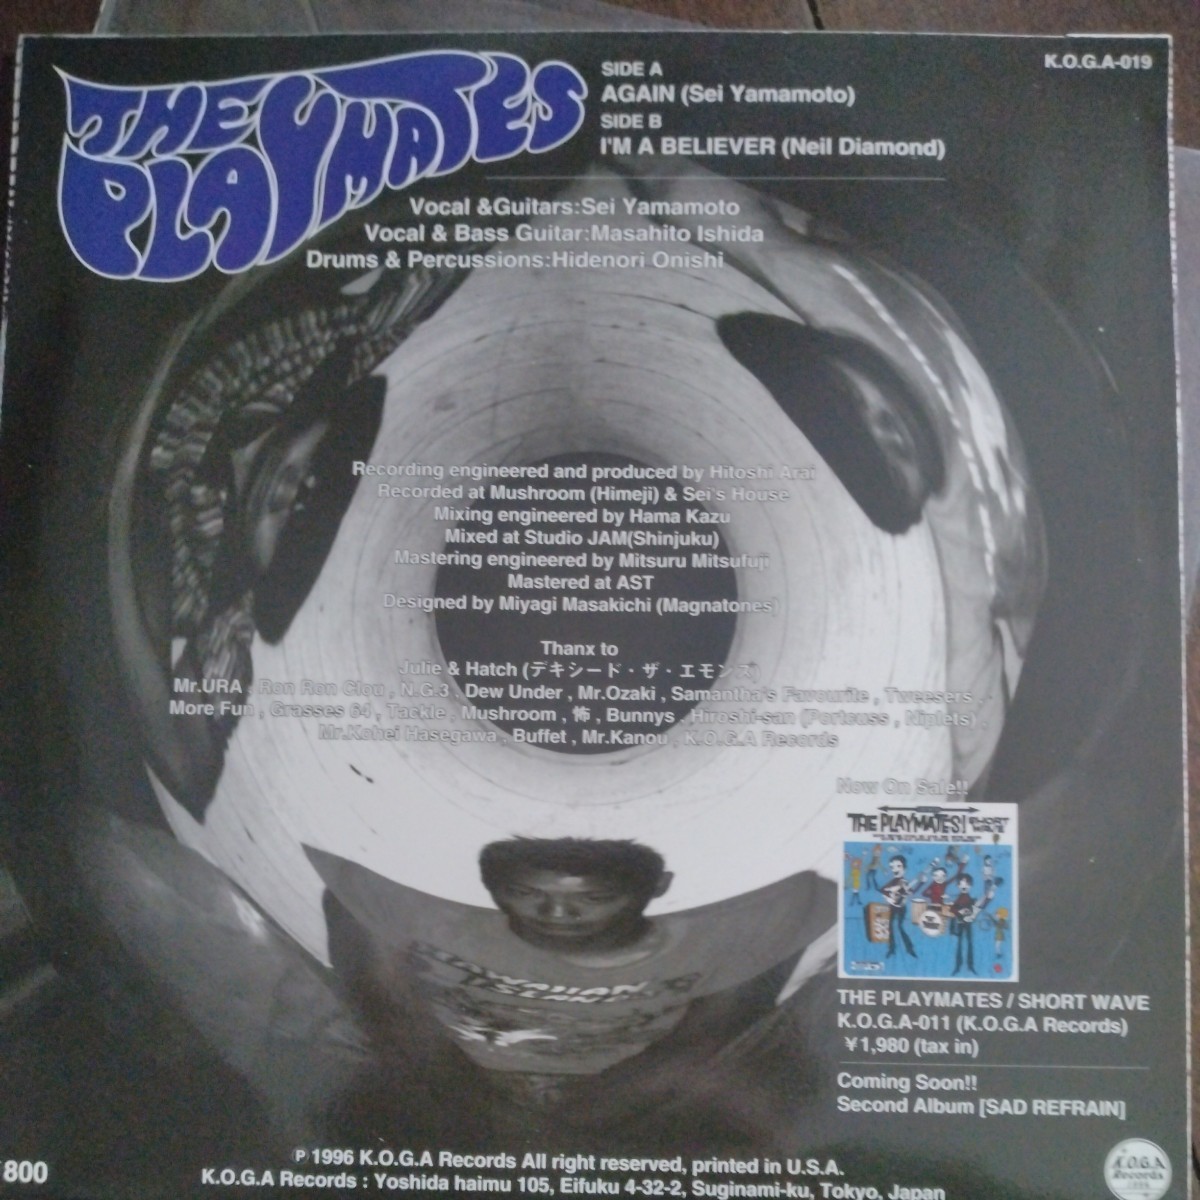 THE PLAYMATES
K.O.G.A-019
SIDE A
AGAIN (Sei Yamamoto)
SIDE B
I'M A BELIEVER (Neil Diamond)
Vocal &Guitars:Sei Yamamoto
Vocal & Bass Guitar:Masahito Ishida
Drums & Percussions:Hidenori Onishi
Recording engineered and produced by Hitoshi Arai
Recorded at Mushroom (Himeji) & Sei's House
Mixing engineered by Hama Kazu
Mixed at Studio JAM(Shinjuku)
Mastering engineered by Mitsuru Mitsufuji
Mastered at AST
Designed by Miyagi Masakichi (Magnatones)
Thanx to
Julie & Hatch (デキシード・ザ・エモンズ)
Mr.URA , Ron Ron Clou , N.G.3 , Dew Under , Mr.Ozaki , Samantha's Favourite , Tweesers ,
More Fun , Grasses 64 , Tackle , Mushroom , 怖 , Bunnys , Hiroshi-san (Portcuss , Niplets) ,
Mr.Kohei Hasegawa , Buffet , Mr.Kanou , K.O.G.A Records
Now On Sale!!
THE PLAYMATES! SHORT WAVE
THE PLAYMATES / SHORT WAVE
K.O.G.A-011 (K.O.G.A Records)
¥1,980 (tax in)
Coming Soon!!
Second Album [SAD REFRAIN]
℗ 1996 K.O.G.A Records All right reserved, printed in U.S.A.
K.O.G.A Records : Yoshida haimu 105, Eifuku 4-32-2, Suginami-ku, Tokyo, Japan
800
K.O.G.A
Records